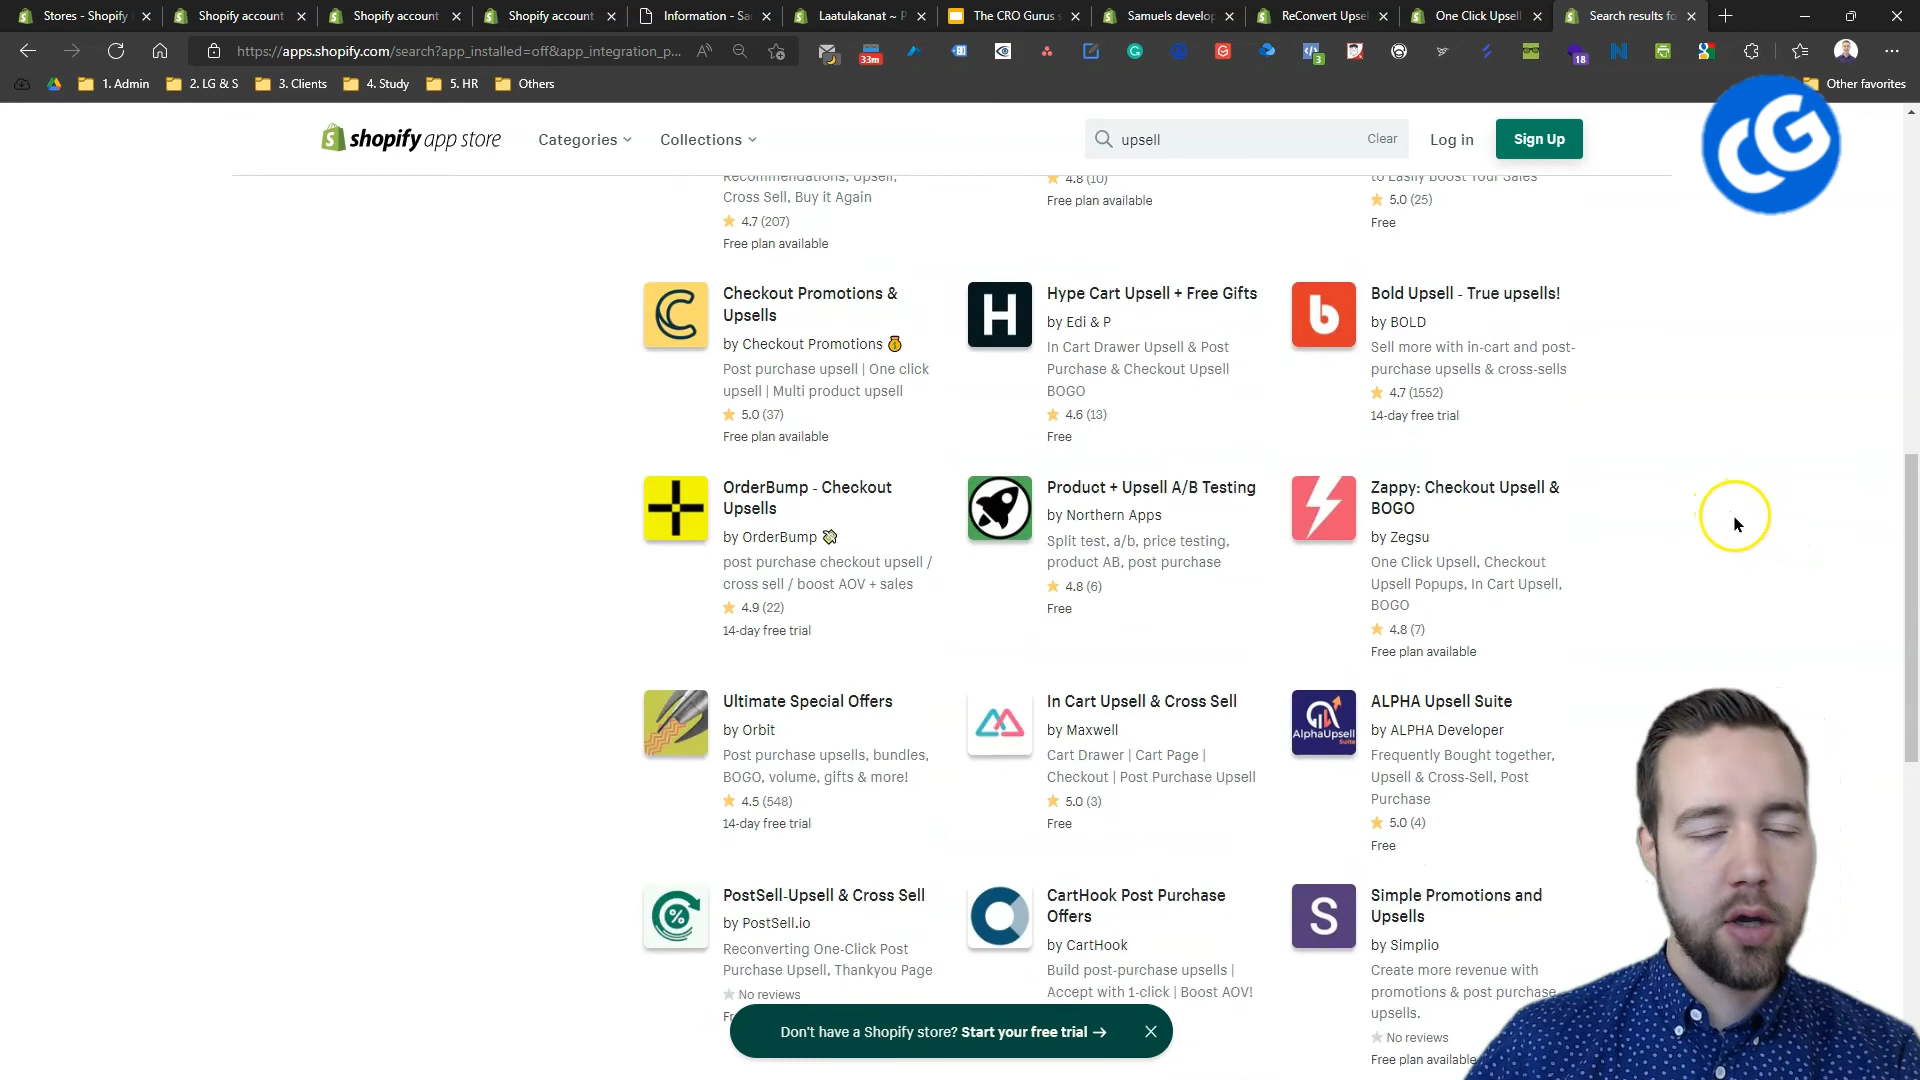 Stores - Shopify
Shopify account
Shopify account
Shopify account
Information - Sa
Laatulakanat ~ P
The CRO Gurus s
Samuels develop
ReConvert Upse
One Click Upsell
Search results fo
https://apps.shopify.com/search?app_installed=off&app_integration_p...
33m
3
18
1. Admin
2. LG & S
3. Clients
4. Study
5. HR
Others
Other favorites
CG
shopify app store
Categories
Collections
upsell
Clear
Log in
Sign Up
Recommendations, Upsell,
Cross Sell, Buy it Again
4.7 (207)
Free plan available
4.8 (10)
Free plan available
to Easily Boost Your Sales
5.0 (25)
Free
Checkout Promotions &
Upsells
by Checkout Promotions 💰
Post purchase upsell | One click
upsell | Multi product upsell
5.0 (37)
Free plan available
H
Hype Cart Upsell + Free Gifts
by Edi & P
In Cart Drawer Upsell & Post
Purchase & Checkout Upsell
BOGO
4.6 (13)
Free
b
Bold Upsell - True upsells!
by BOLD
Sell more with in-cart and post-
purchase upsells & cross-sells
4.7 (1552)
14-day free trial
OrderBump - Checkout
Upsells
by OrderBump 💸
post purchase checkout upsell /
cross sell / boost AOV + sales
4.9 (22)
14-day free trial
Product + Upsell A/B Testing
by Northern Apps
Split test, a/b, price testing,
product AB, post purchase
4.8 (6)
Free
Zappy: Checkout Upsell &
BOGO
by Zegsu
One Click Upsell, Checkout
Upsell Popups, In Cart Upsell,
BOGO
4.8 (7)
Free plan available
Ultimate Special Offers
by Orbit
Post purchase upsells, bundles,
BOGO, volume, gifts & more!
4.5 (548)
14-day free trial
In Cart Upsell & Cross Sell
by Maxwell
Cart Drawer | Cart Page |
Checkout | Post Purchase Upsell
5.0 (3)
Free
AlphaUpsell
Suite
ALPHA Upsell Suite
by ALPHA Developer
Frequently Bought together,
Upsell & Cross-Sell, Post
Purchase
5.0 (4)
Free
%
PostSell-Upsell & Cross Sell
by PostSell.io
Reconverting One-Click Post
Purchase Upsell, Thankyou Page
No reviews
Fr
CartHook Post Purchase
Offers
by CartHook
Build post-purchase upsells |
Accept with 1-click | Boost AOV!
S
Simple Promotions and
Upsells
by Simplio
Create more revenue with
promotions & post purchase
upsells.
No reviews
Free plan available
Don't have a Shopify store? Start your free trial →